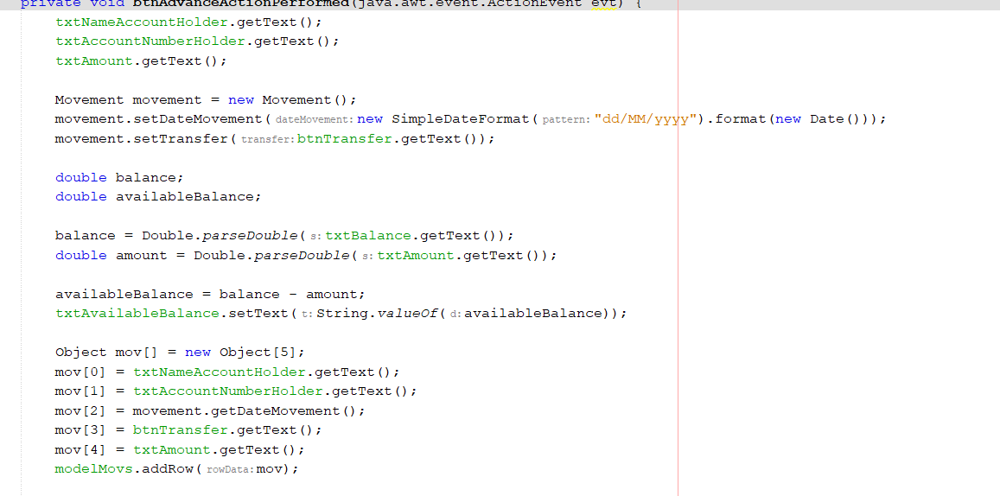 private void btnAdvanceActionPerformed(java.awt.event.ActionEvent evt) {
txtNameAccountHolder.getText();
txtAccountNumberHolder.getText();
txtAmount.getText();
Movement movement = new Movement();
movement.setDateMovement( dateMovement: new SimpleDateFormat( pattern: "dd/MM/yyyy").format(new Date()));
movement.setTransfer( transfer: btnTransfer.getText());
double balance;
double availableBalance;
balance = Double.parseDouble( s: txtBalance.getText());
double amount = Double.parseDouble( s: txtAmount.getText());
availableBalance = balance - amount;
txtAvailableBalance.setText( t: String.valueOf( d: availableBalance));
Object mov[] = new Object[5];
mov[0] = txtNameAccountHolder.getText();
mov[1] = txtAccountNumberHolder.getText();
mov[2] = movement.getDateMovement();
mov[3] = btnTransfer.getText();
mov[4] = txtAmount.getText();
modelMovs.addRow( rowData: mov);